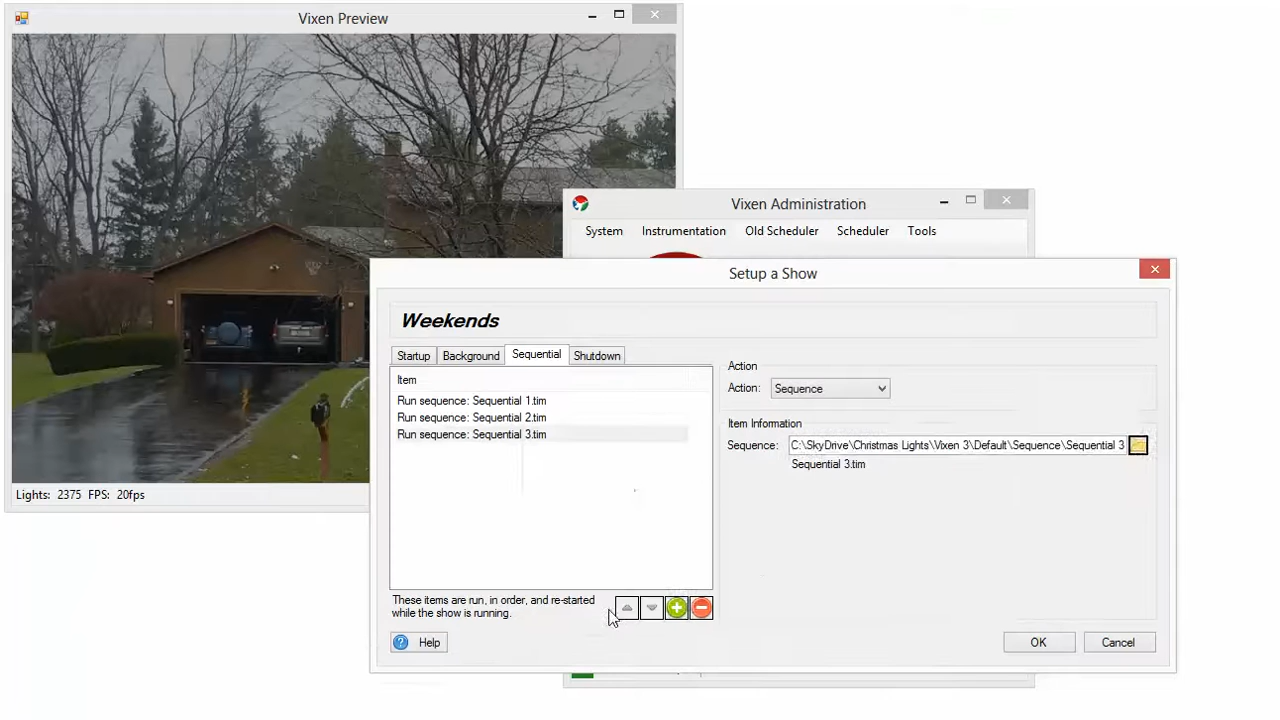 Vixen Preview
Lights: 2375 FPS: 20fps
Vixen Administration
System Instrumentation Old Scheduler Scheduler Tools
Setup a Show
Weekends
Startup Background Sequential Shutdown
Item
Run sequence: Sequential 1.tim
Run sequence: Sequential 2.tim
Run sequence: Sequential 3.tim
These items are run, in order, and re-started
while the show is running.
Help
Action
Action: Sequence
Item Information
Sequence: C:\SkyDrive\Christmas Lights\Vixen 3\Default\Sequence\Sequential 3
Sequential 3.tim
OK Cancel